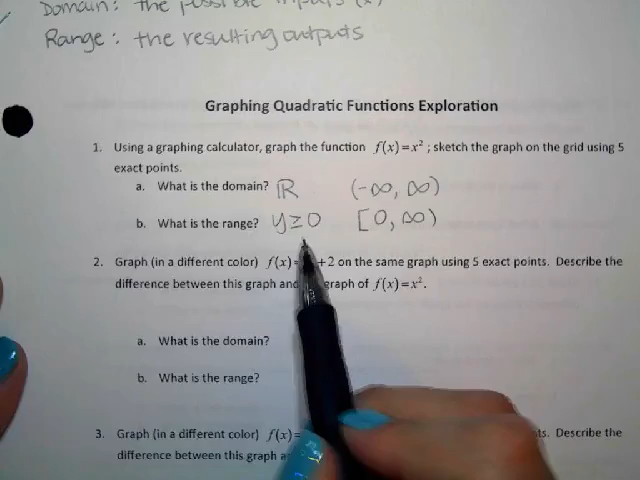 Domain: the possible inputs (x)
Range: the resulting outputs
Graphing Quadratic Functions Exploration
1. Using a graphing calculator, graph the function f(x)=x²; sketch the graph on the grid using 5
exact points.
a. What is the domain? ℝ (-∞, ∞)
b. What is the range? y≥0 [0, ∞)
2. Graph (in a different color) f(x)= +2 on the same graph using 5 exact points. Describe the
difference between this graph and graph of f(x)=x².
a. What is the domain?
b. What is the range?
3. Graph (in a different color) f(x)= Describe the
difference between this graph